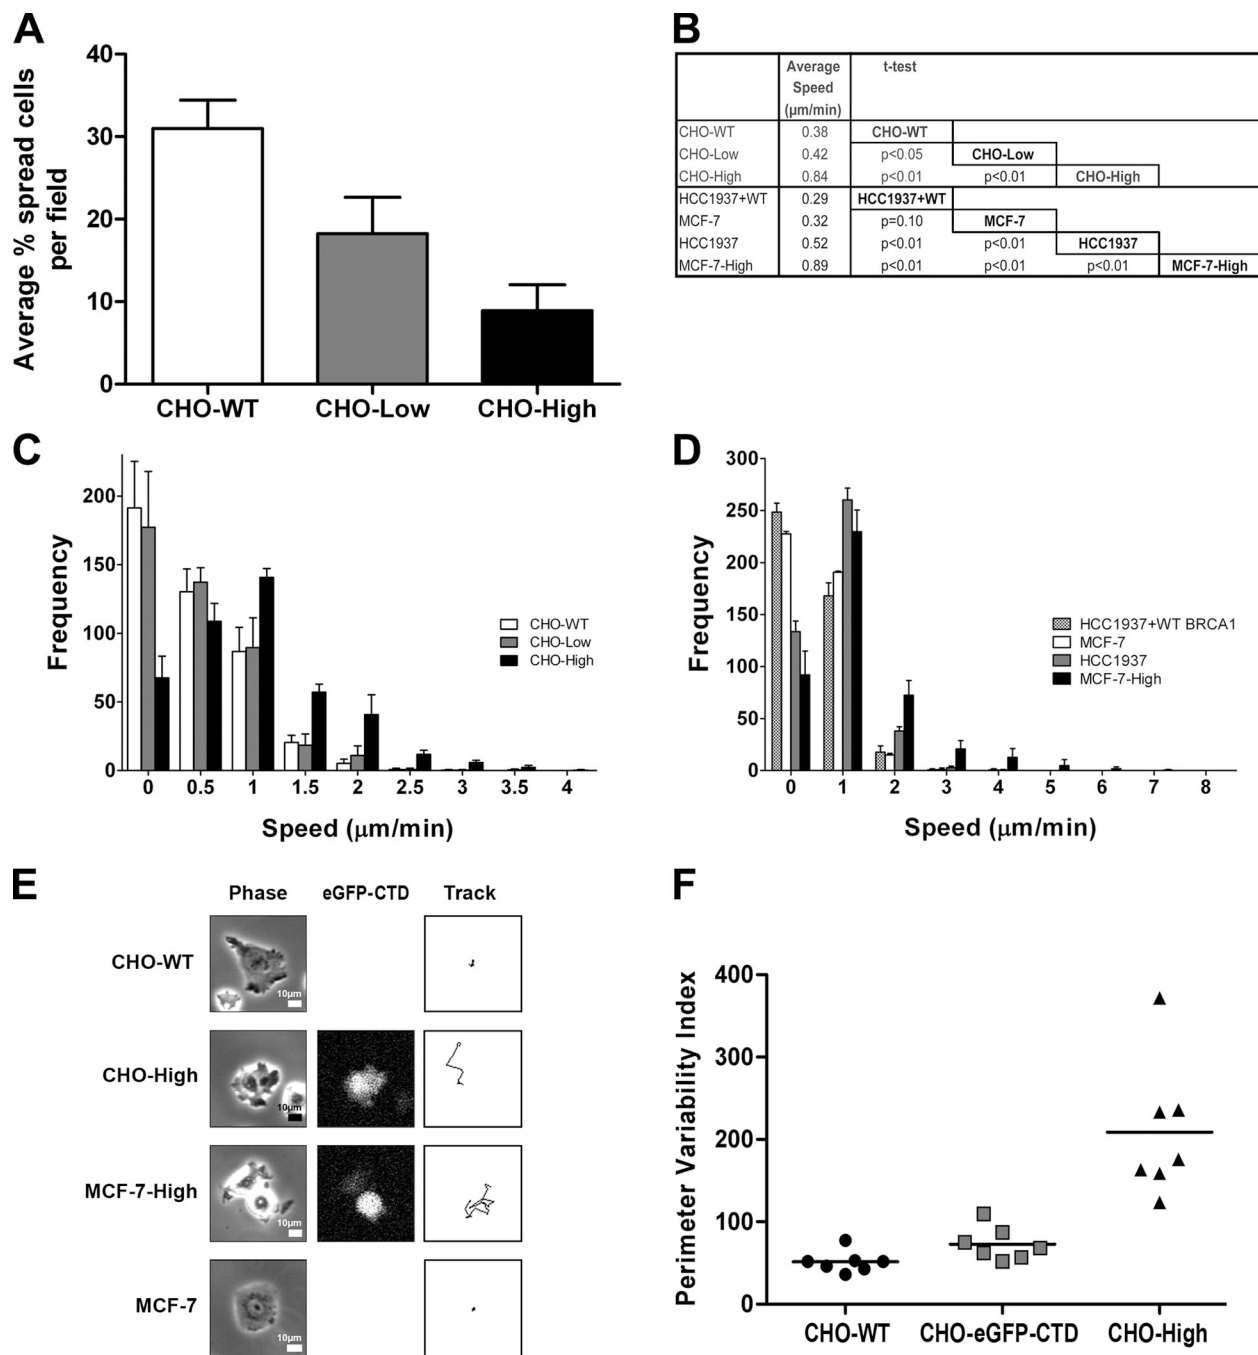 A
Average % spread cells
per field
40
30
20
10
0
CHO-WT CHO-Low CHO-High
B
Average Speed (μm/min) t-test
CHO-WT 0.38 CHO-WT
CHO-Low 0.42 p<0.05 CHO-Low
CHO-High 0.84 p<0.01 p<0.01 CHO-High
HCC1937+WT 0.29 HCC1937+WT
MCF-7 0.32 p=0.10 MCF-7
HCC1937 0.52 p<0.01 p<0.01 HCC1937
MCF-7-High 0.89 p<0.01 p<0.01 p<0.01 MCF-7-High
C
Frequency
200
150
100
50
0
CHO-WT
CHO-Low
CHO-High
0 0.5 1 1.5 2 2.5 3 3.5 4
Speed (μm/min)
D
Frequency
300
250
200
150
100
50
0
HCC1937+WT BRCA1
MCF-7
HCC1937
MCF-7-High
0 1 2 3 4 5 6 7 8
Speed (μm/min)
E
Phase eGFP-CTD Track
CHO-WT
10μm
CHO-High
10μm
MCF-7-High
10μm
MCF-7
10μm
F
Perimeter Variability Index
400
300
200
100
0
CHO-WT CHO-eGFP-CTD CHO-High